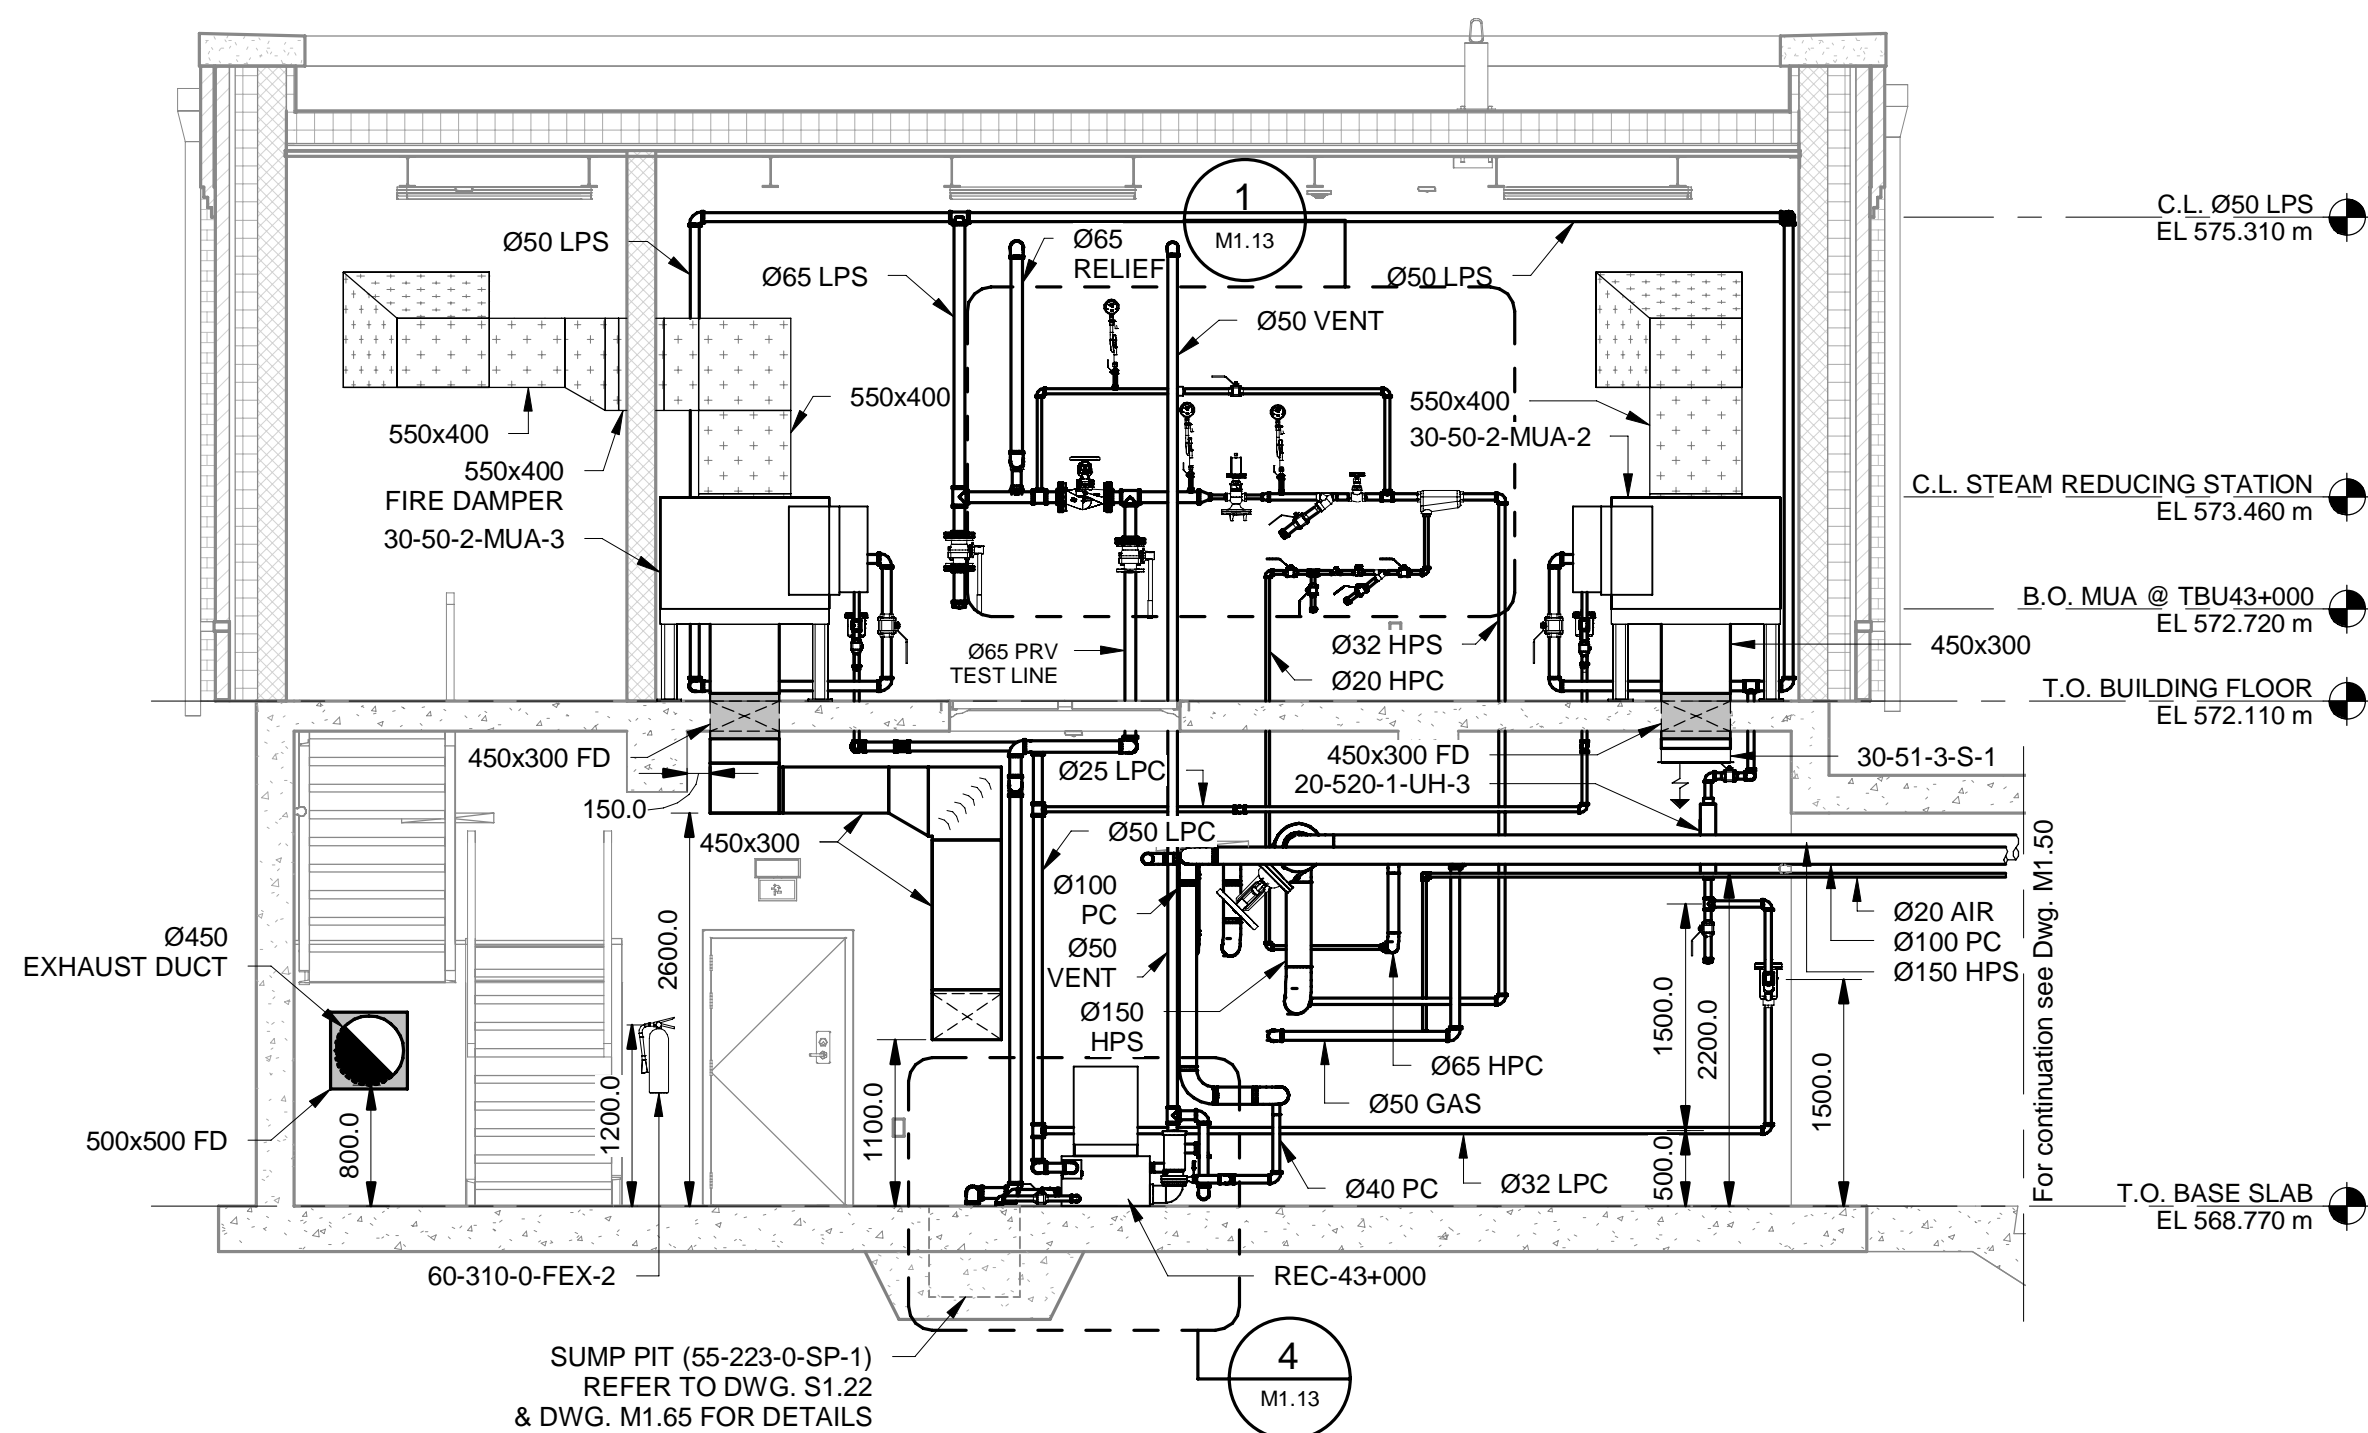 1
M1.13
C.L. Ø50 LPS
EL 575.310 m
Ø50 LPS
Ø65
RELIEF
Ø65 LPS
Ø50 LPS
Ø50 VENT
550x400
550x400
550x400
30-50-2-MUA-2
550x400
FIRE DAMPER
30-50-2-MUA-3
C.L. STEAM REDUCING STATION
EL 573.460 m
B.O. MUA @ TBU43+000
EL 572.720 m
Ø65 PRV
TEST LINE
Ø32 HPS
Ø20 HPC
450x300
T.O. BUILDING FLOOR
EL 572.110 m
450x300 FD
150.0
Ø25 LPC
450x300 FD
20-520-1-UH-3
30-51-3-S-1
450x300
Ø50 LPC
Ø100
PC
Ø50
VENT
Ø150
HPS
Ø450
EXHAUST DUCT
2600.0
Ø20 AIR
Ø100 PC
Ø150 HPS
For continuation see Dwg. M1.50
1500.0
2200.0
1500.0
500.0
Ø65 HPC
Ø50 GAS
500x500 FD
800.0
1200.0
1100.0
Ø40 PC
Ø32 LPC
T.O. BASE SLAB
EL 568.770 m
60-310-0-FEX-2
REC-43+000
SUMP PIT (55-223-0-SP-1)
REFER TO DWG. S1.22
& DWG. M1.65 FOR DETAILS
4
M1.13